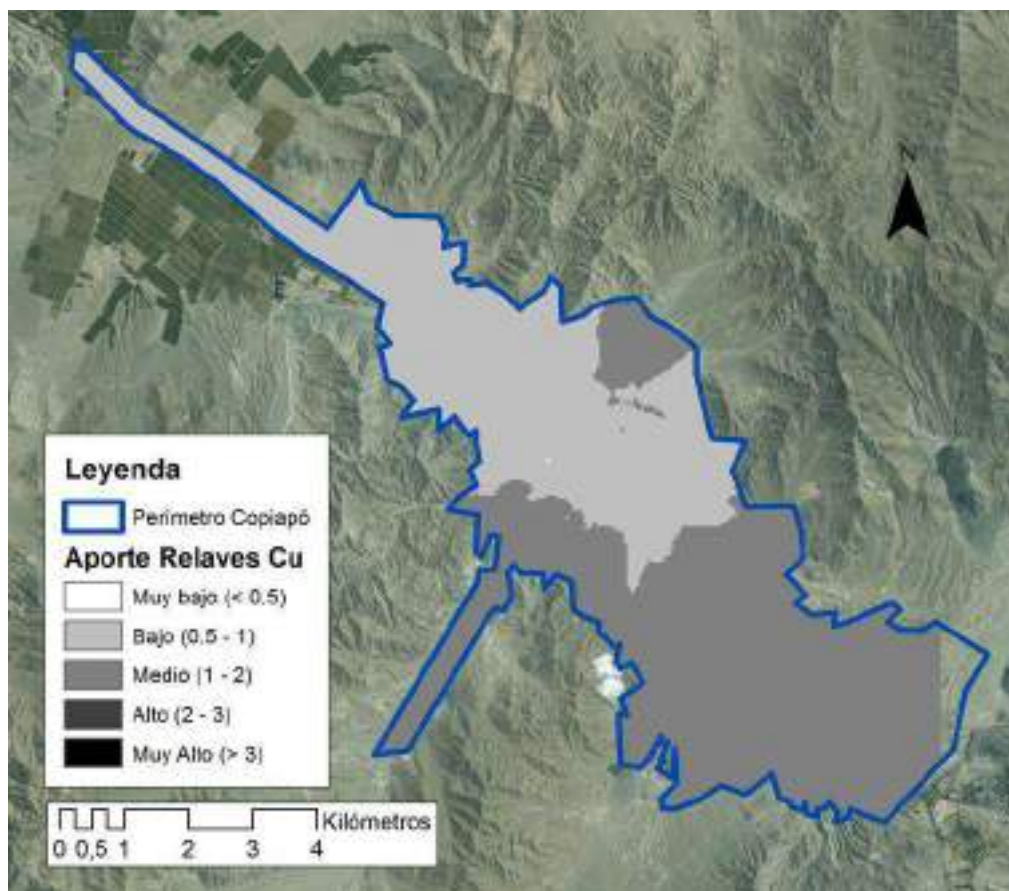 N
Leyenda
Perímetro Copiapó
Aporte Relaves Cu
Muy bajo (< 0.5)
Bajo (0.5 - 1)
Medio (1 - 2)
Alto (2 - 3)
Muy Alto (> 3)
Kilómetros
0 0,5 1 2 3 4